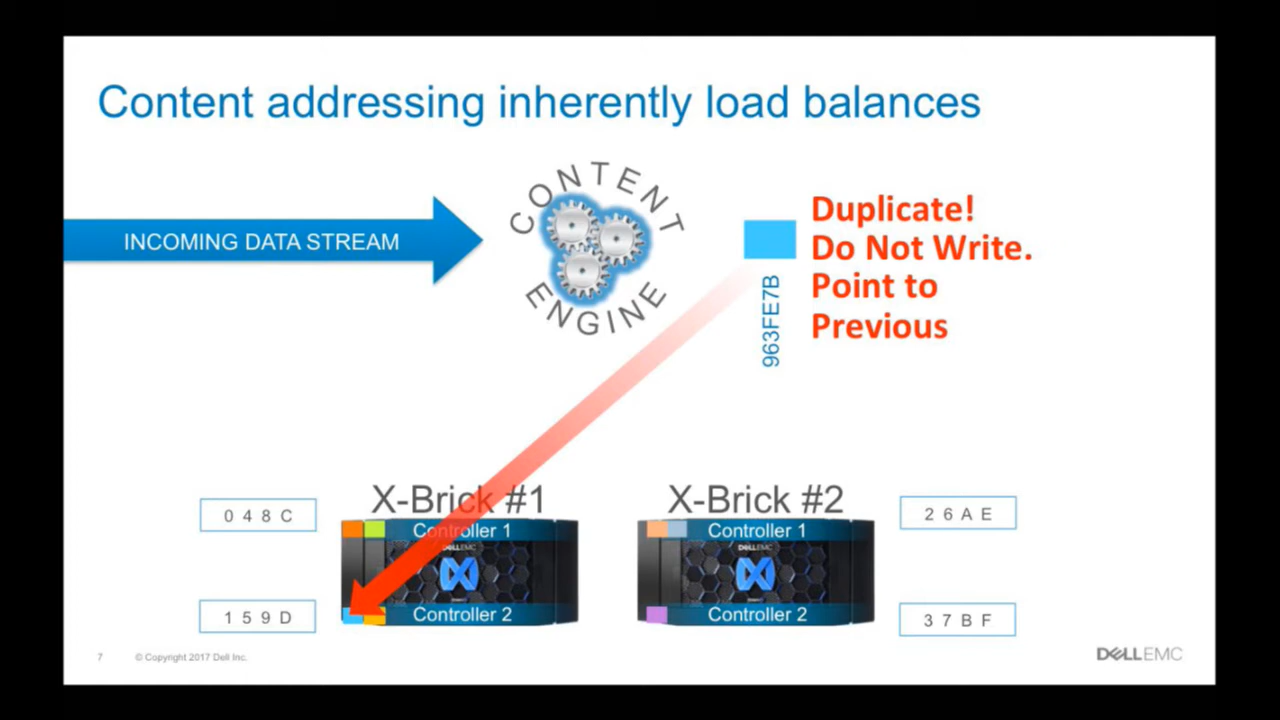 Content addressing inherently load balances
INCOMING DATA STREAM
CONTENT
ENGINE
963FE7B
Duplicate!
Do Not Write.
Point to
Previous
X-Brick #1
X-Brick #2
0 4 8 C
Controller 1
DELLEMC
Controller 1
DELLEMC
2 6 A E
1 5 9 D
Controller 2
Controller 2
3 7 B F
7
© Copyright 2017 Dell Inc.
DELLEMC